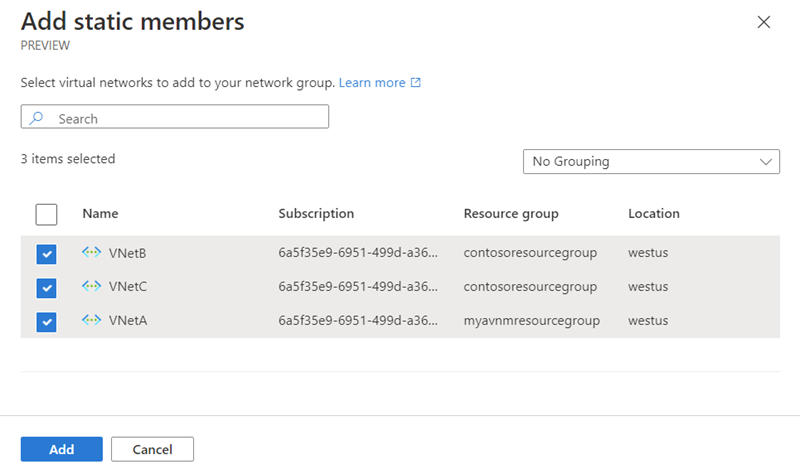 Add static members
PREVIEW
Select virtual networks to add to your network group. Learn more
Search
3 items selected
No Grouping
Name Subscription Resource group Location
VNetB 6a5f35e9-6951-499d-a36... contosoresourcegroup westus
VNetC 6a5f35e9-6951-499d-a36... contosoresourcegroup westus
VNetA 6a5f35e9-6951-499d-a36... myavnmresourcegroup westus
Add Cancel